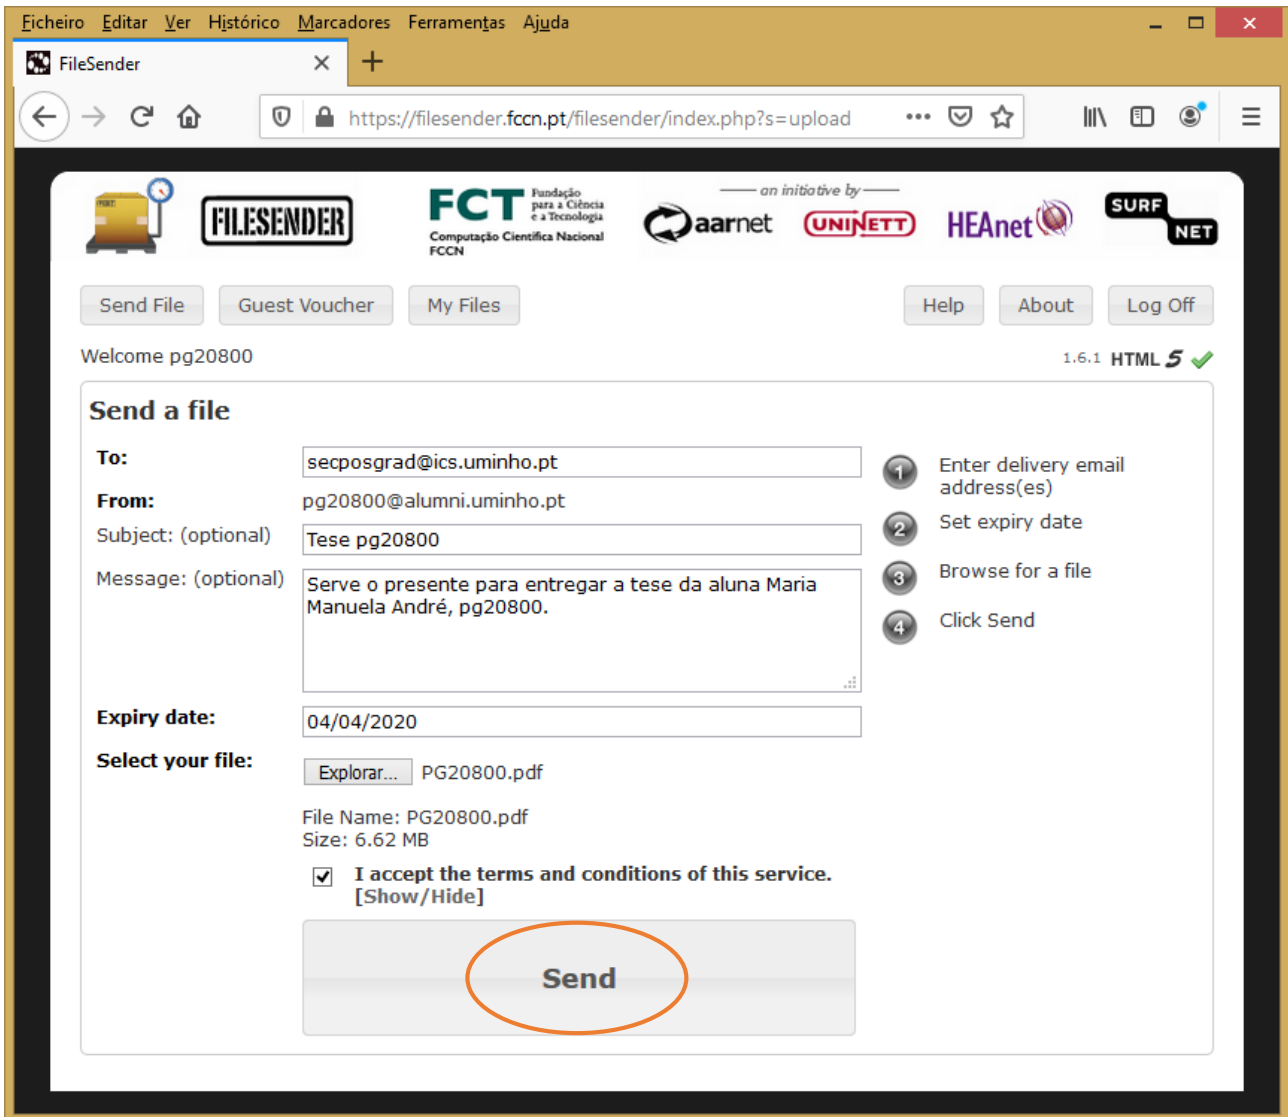 Ficheiro Editar Ver Histórico Marcadores Ferramentas Ajuda
FileSender
https://filesender.fccn.pt/filesender/index.php?s=upload
FILESENDER
FCT Fundação
para a Ciência
e a Tecnologia
Computação Científica Nacional
FCCN
an initiative by
aarnet
UNINETT
HEAnet
SURF
NET
Send File Guest Voucher My Files Help About Log Off
Welcome pg20800
1.6.1 HTML 5
Send a file
To: secposgrad@ics.uminho.pt
From: pg20800@alumni.uminho.pt
Subject: (optional) Tese pg20800
Message: (optional) Serve o presente para entregar a tese da aluna Maria
Manuela André, pg20800.
Expiry date: 04/04/2020
Select your file: Explorar... PG20800.pdf
File Name: PG20800.pdf
Size: 6.62 MB
I accept the terms and conditions of this service.
[Show/Hide]
Send
1 Enter delivery email
address(es)
2 Set expiry date
3 Browse for a file
4 Click Send